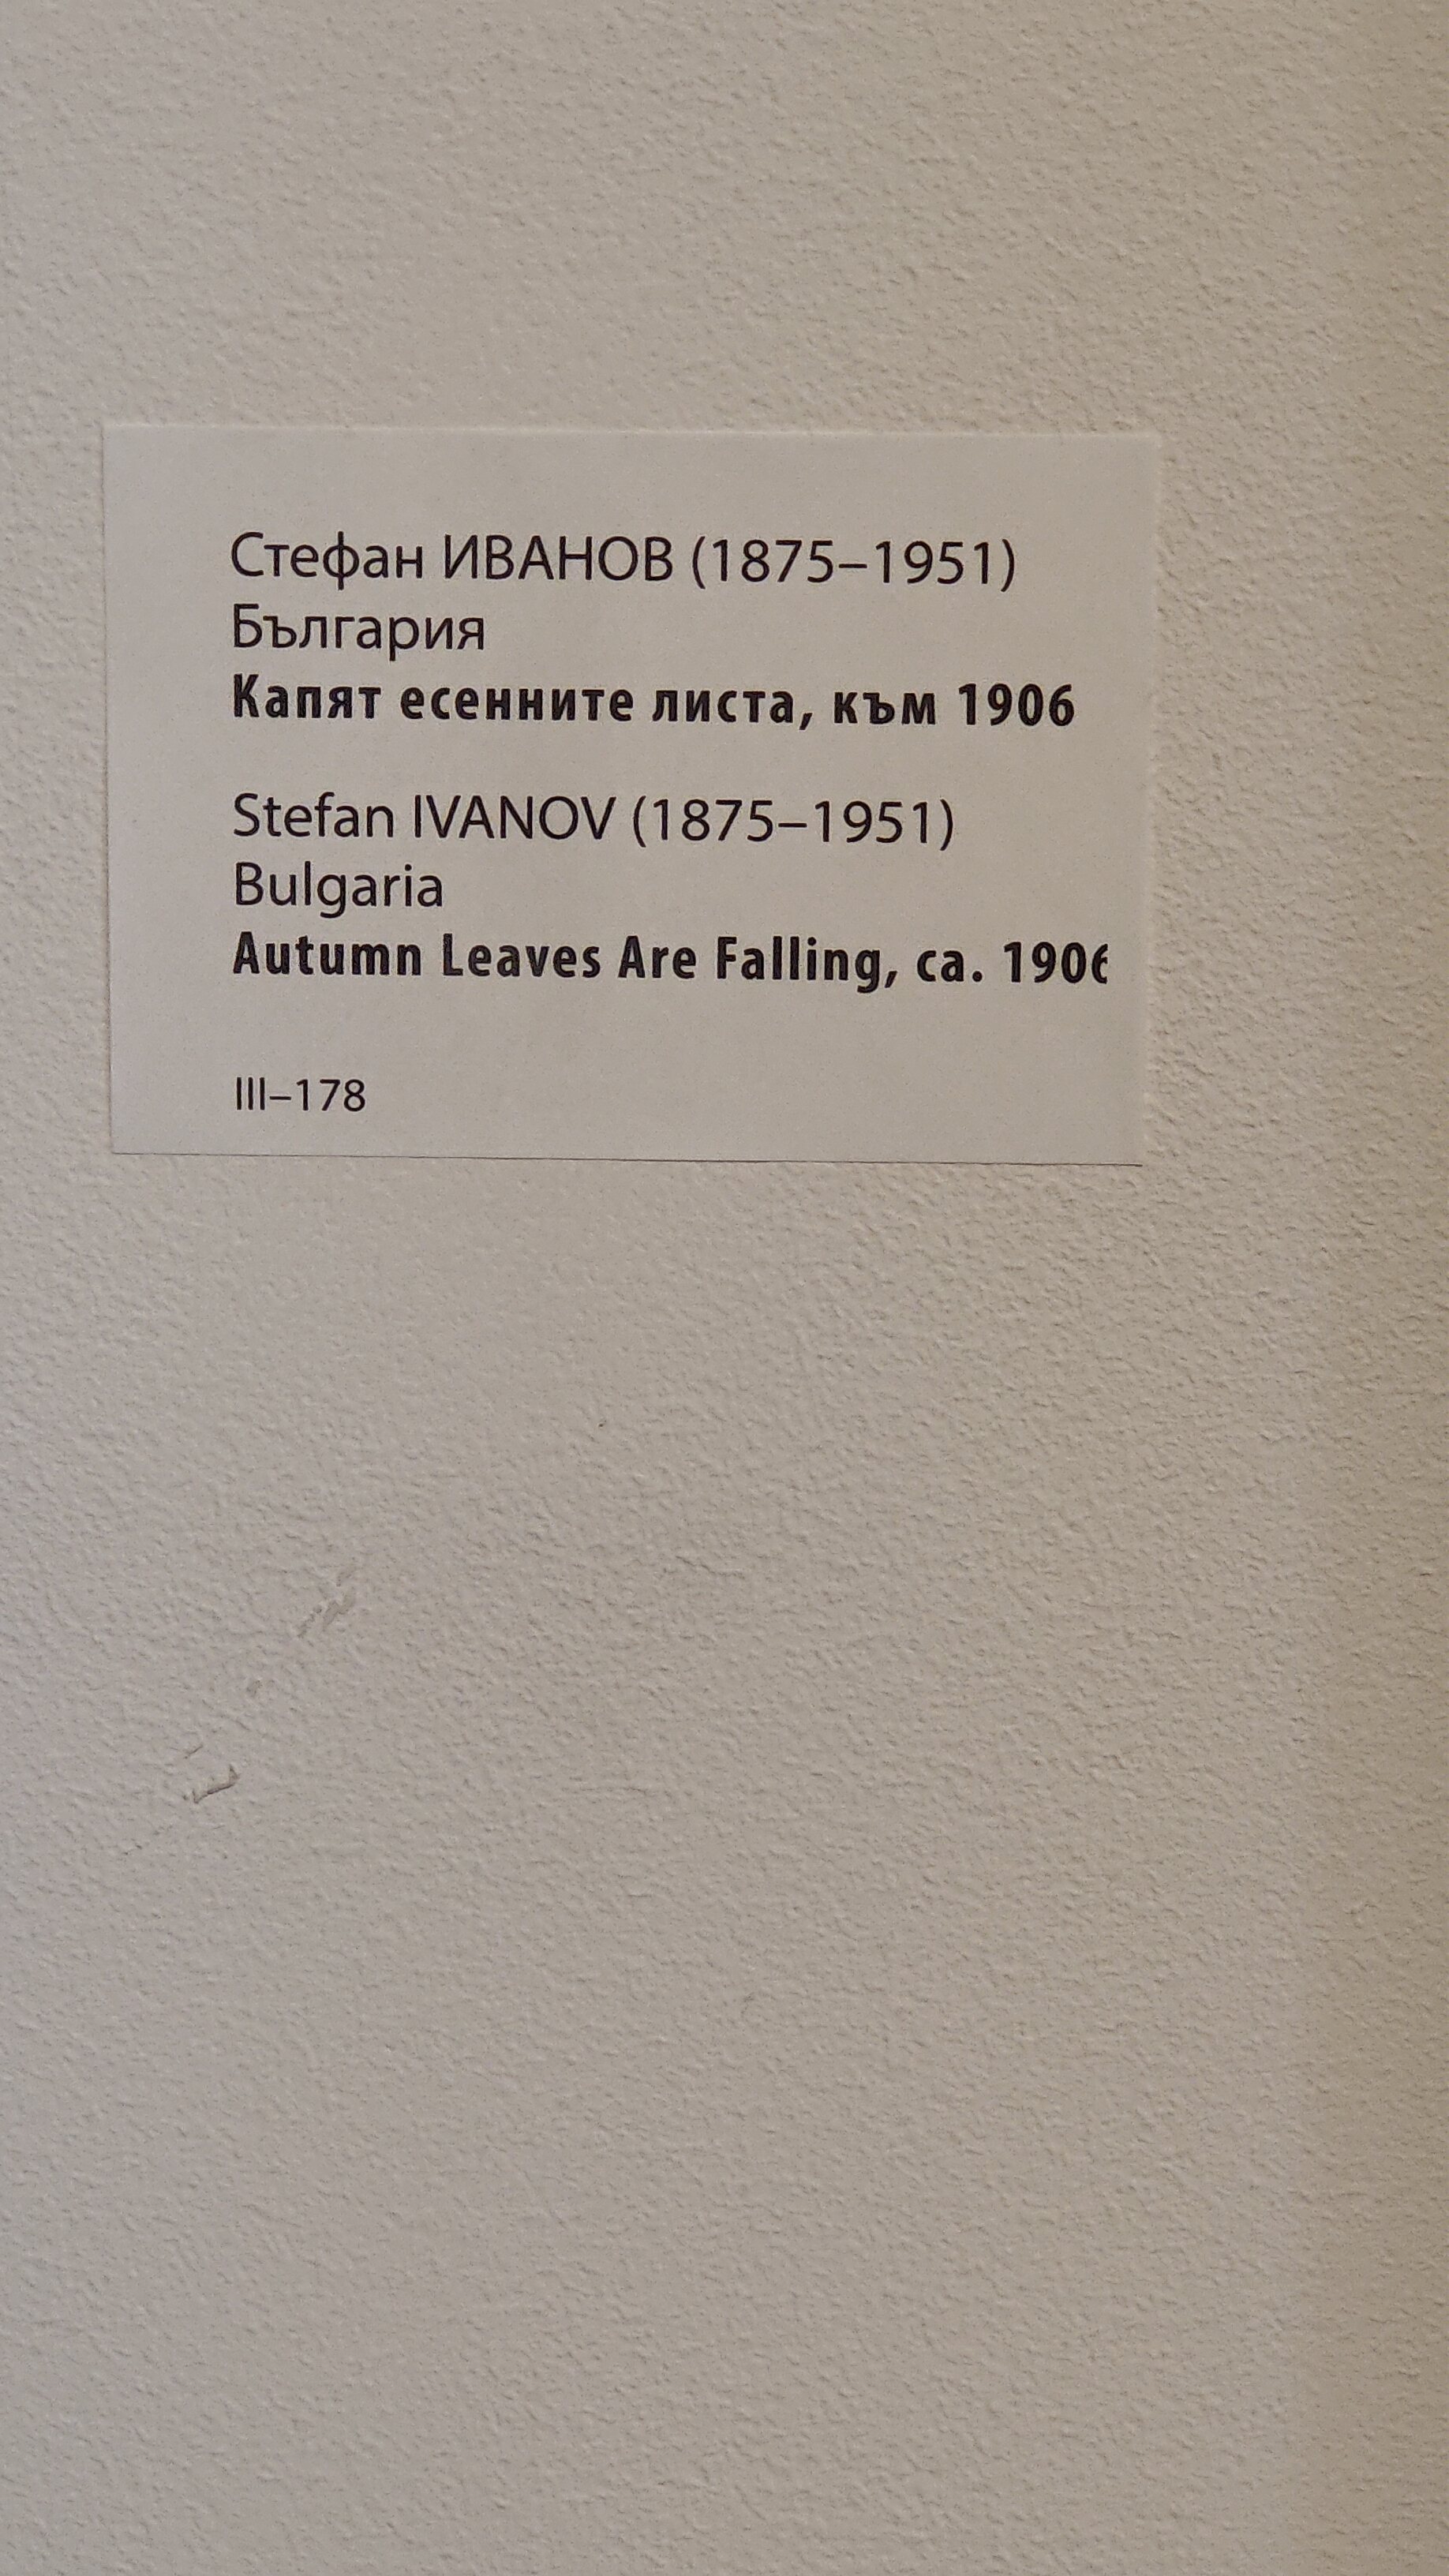 Стефан ИВАНОВ (1875–1951)
България
Капят есенните листа, към 1906
Stefan IVANOV (1875–1951)
Bulgaria
Autumn Leaves Are Falling, ca. 1906
III–178